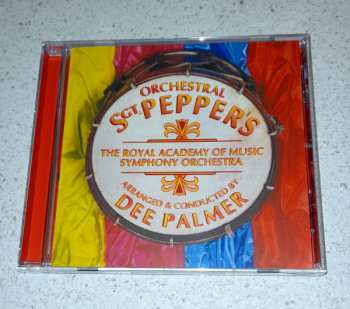 ORCHESTRAL
SGT. PEPPER'S
THE ROYAL ACADEMY OF MUSIC
SYMPHONY ORCHESTRA
ARRANGED & CONDUCTED BY
DEE PALMER